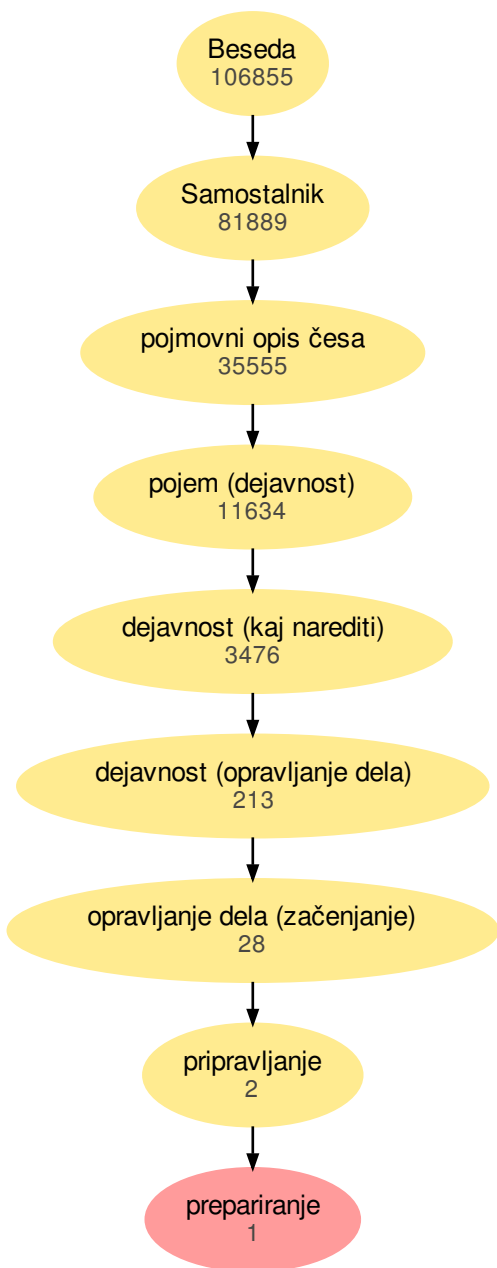 Beseda
106855
Samostalnik
81889
pojmovni opis česa
35555
pojem (dejavnost)
11634
dejavnost (kaj narediti)
3476
dejavnost (opravljanje dela)
213
opravljanje dela (začenjanje)
28
pripravljanje
2
prepariranje
1